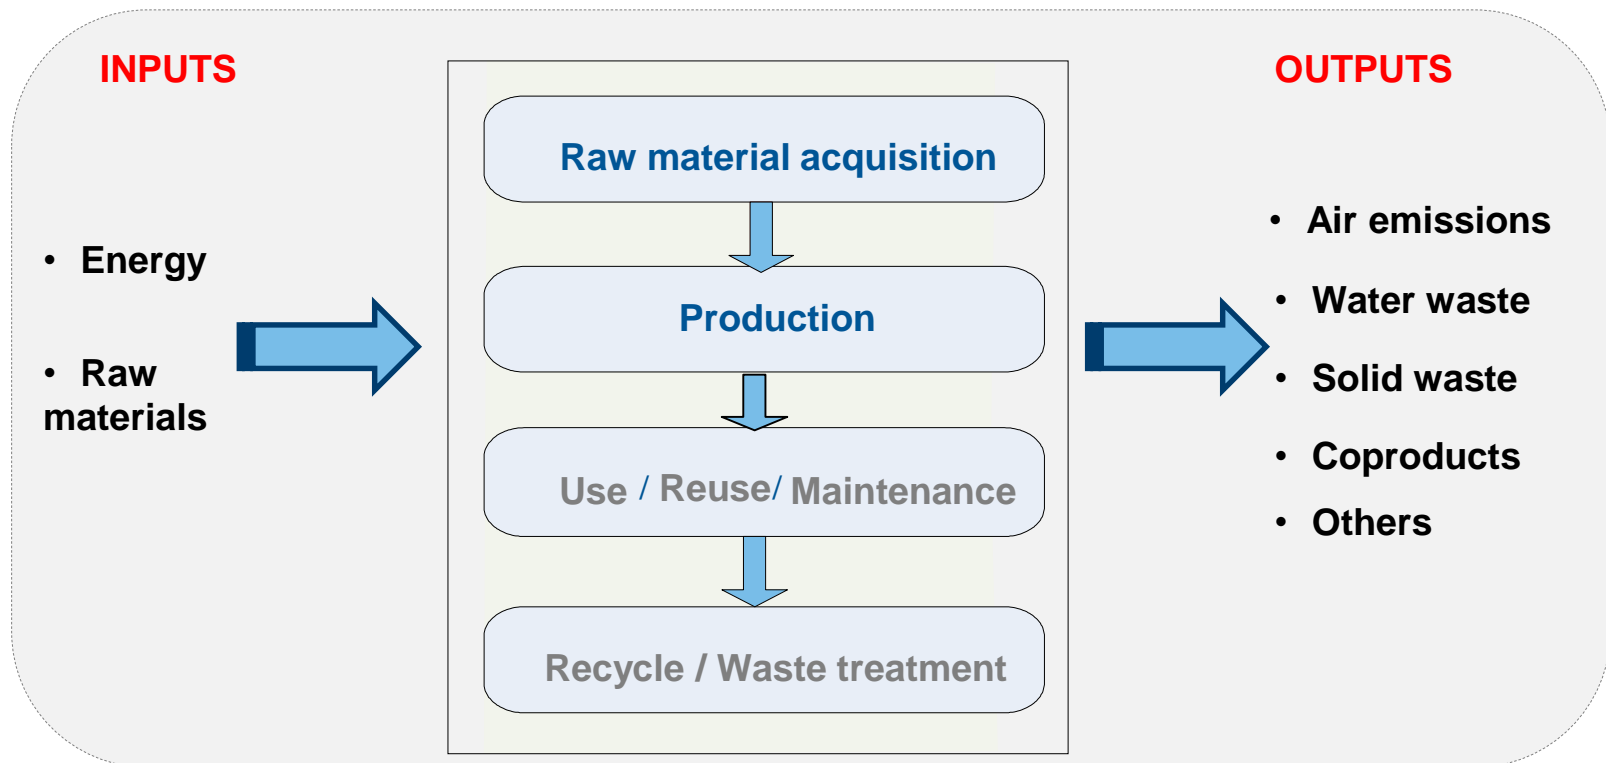 INPUTS
• Energy
• Raw
materials
Raw material acquisition
Production
Use / Reuse/ Maintenance
Recycle / Waste treatment
OUTPUTS
• Air emissions
• Water waste
• Solid waste
• Coproducts
• Others